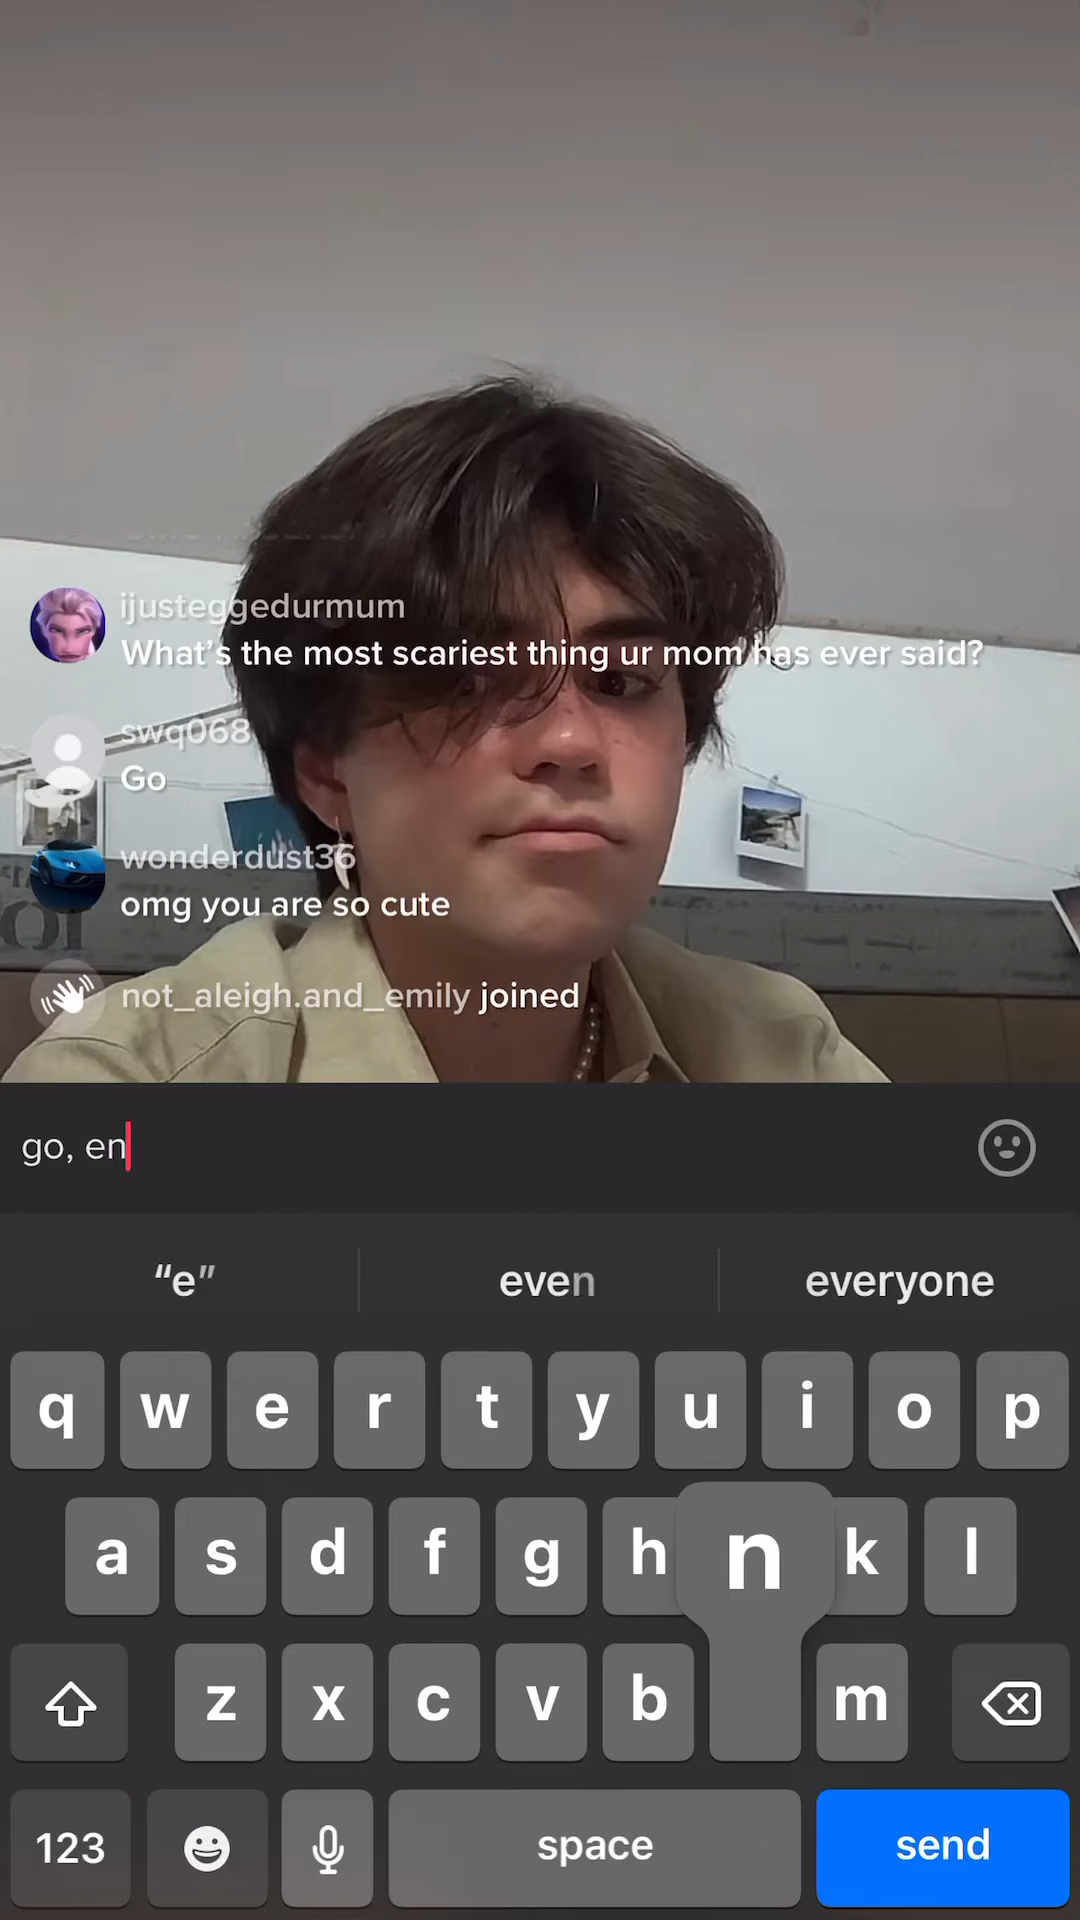 ijusteggedurmum
What's the most scariest thing ur mom has ever said?
swq068
Go
wonderdust36
omg you are so cute
not_aleigh.and_emily joined
go, en
“e” even everyone
q w e r t y u i o p
a s d f g h n k l
z x c v b m
123 space send